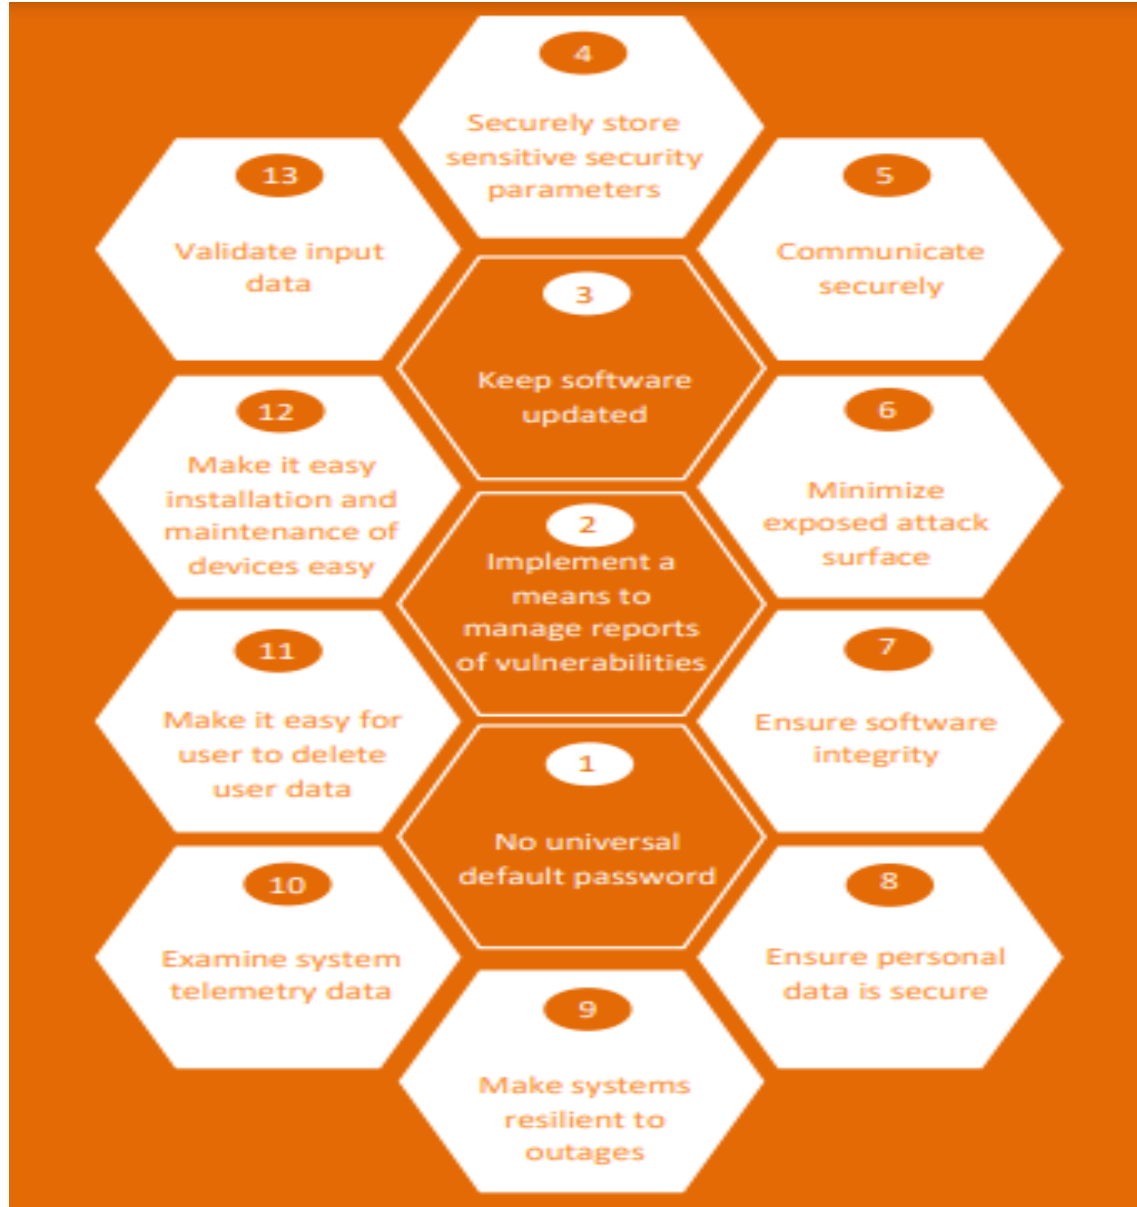 4
Securely store
sensitive security
parameters
13
Validate input
data
5
Communicate
securely
3
Keep software
updated
12
Make it easy
installation and
maintenance of
devices easy
6
Minimize
exposed attack
surface
2
Implement a
means to
manage reports
of vulnerabilities
11
Make it easy for
user to delete
user data
7
Ensure software
integrity
1
No universal
default password
10
Examine system
telemetry data
8
Ensure personal
data is secure
9
Make systems
resilient to
outages